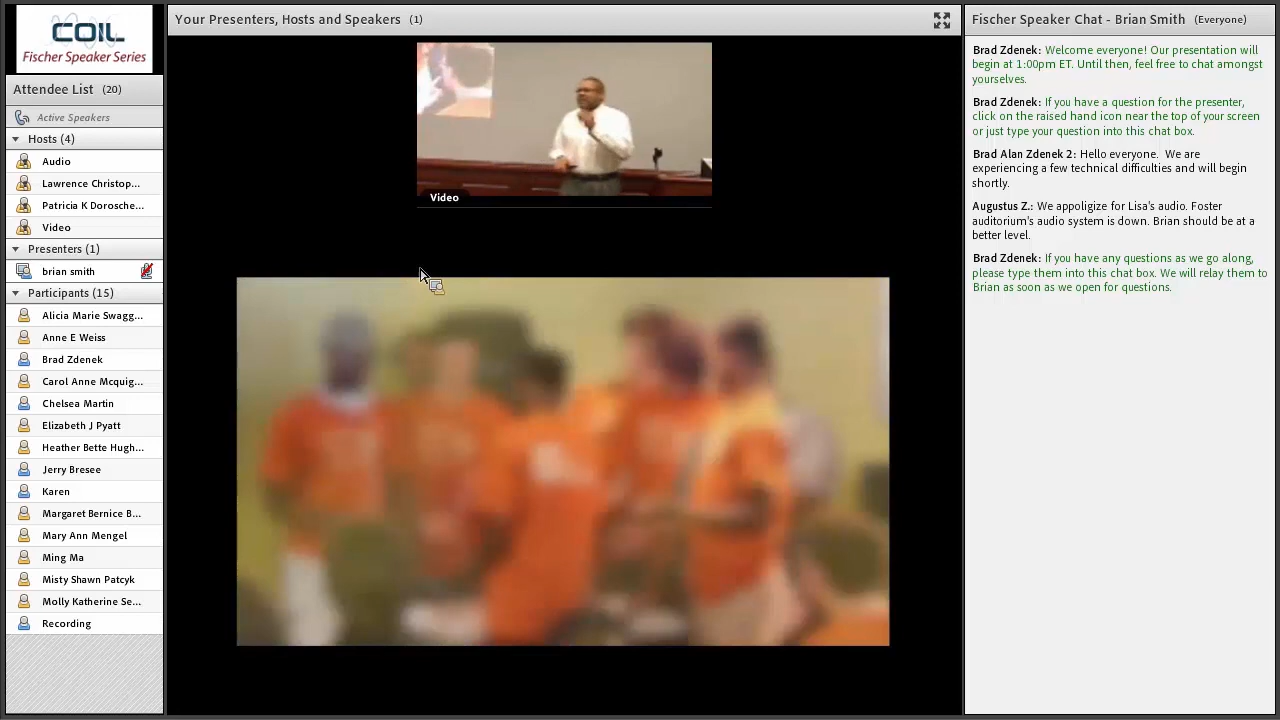 COIL
Fischer Speaker Series
Attendee List (20)
Active Speakers
Hosts (4)
Audio
Lawrence Christop...
Patricia K Dorosche...
Video
Presenters (1)
brian smith
Participants (15)
Alicia Marie Swagg...
Anne E Weiss
Brad Zdenek
Carol Anne Mcquig...
Chelsea Martin
Elizabeth J Pyatt
Heather Bette Hugh...
Jerry Bresee
Karen
Margaret Bernice B...
Mary Ann Mengel
Ming Ma
Misty Shawn Patcyk
Molly Katherine Se...
Recording
Your Presenters, Hosts and Speakers (1)
Video
Fischer Speaker Chat - Brian Smith (Everyone)
Brad Zdenek: Welcome everyone! Our presentation will
begin at 1:00pm ET. Until then, feel free to chat amongst
yourselves.
Brad Zdenek: If you have a question for the presenter,
click on the raised hand icon near the top of your screen
or just type your question into this chat box.
Brad Alan Zdenek 2: Hello everyone. We are
experiencing a few technical difficulties and will begin
shortly.
Augustus Z.: We appoligize for Lisa's audio. Foster
auditorium's audio system is down. Brian should be at a
better level.
Brad Zdenek: If you have any questions as we go along,
please type them into this chat box. We will relay them to
Brian as soon as we open for questions.